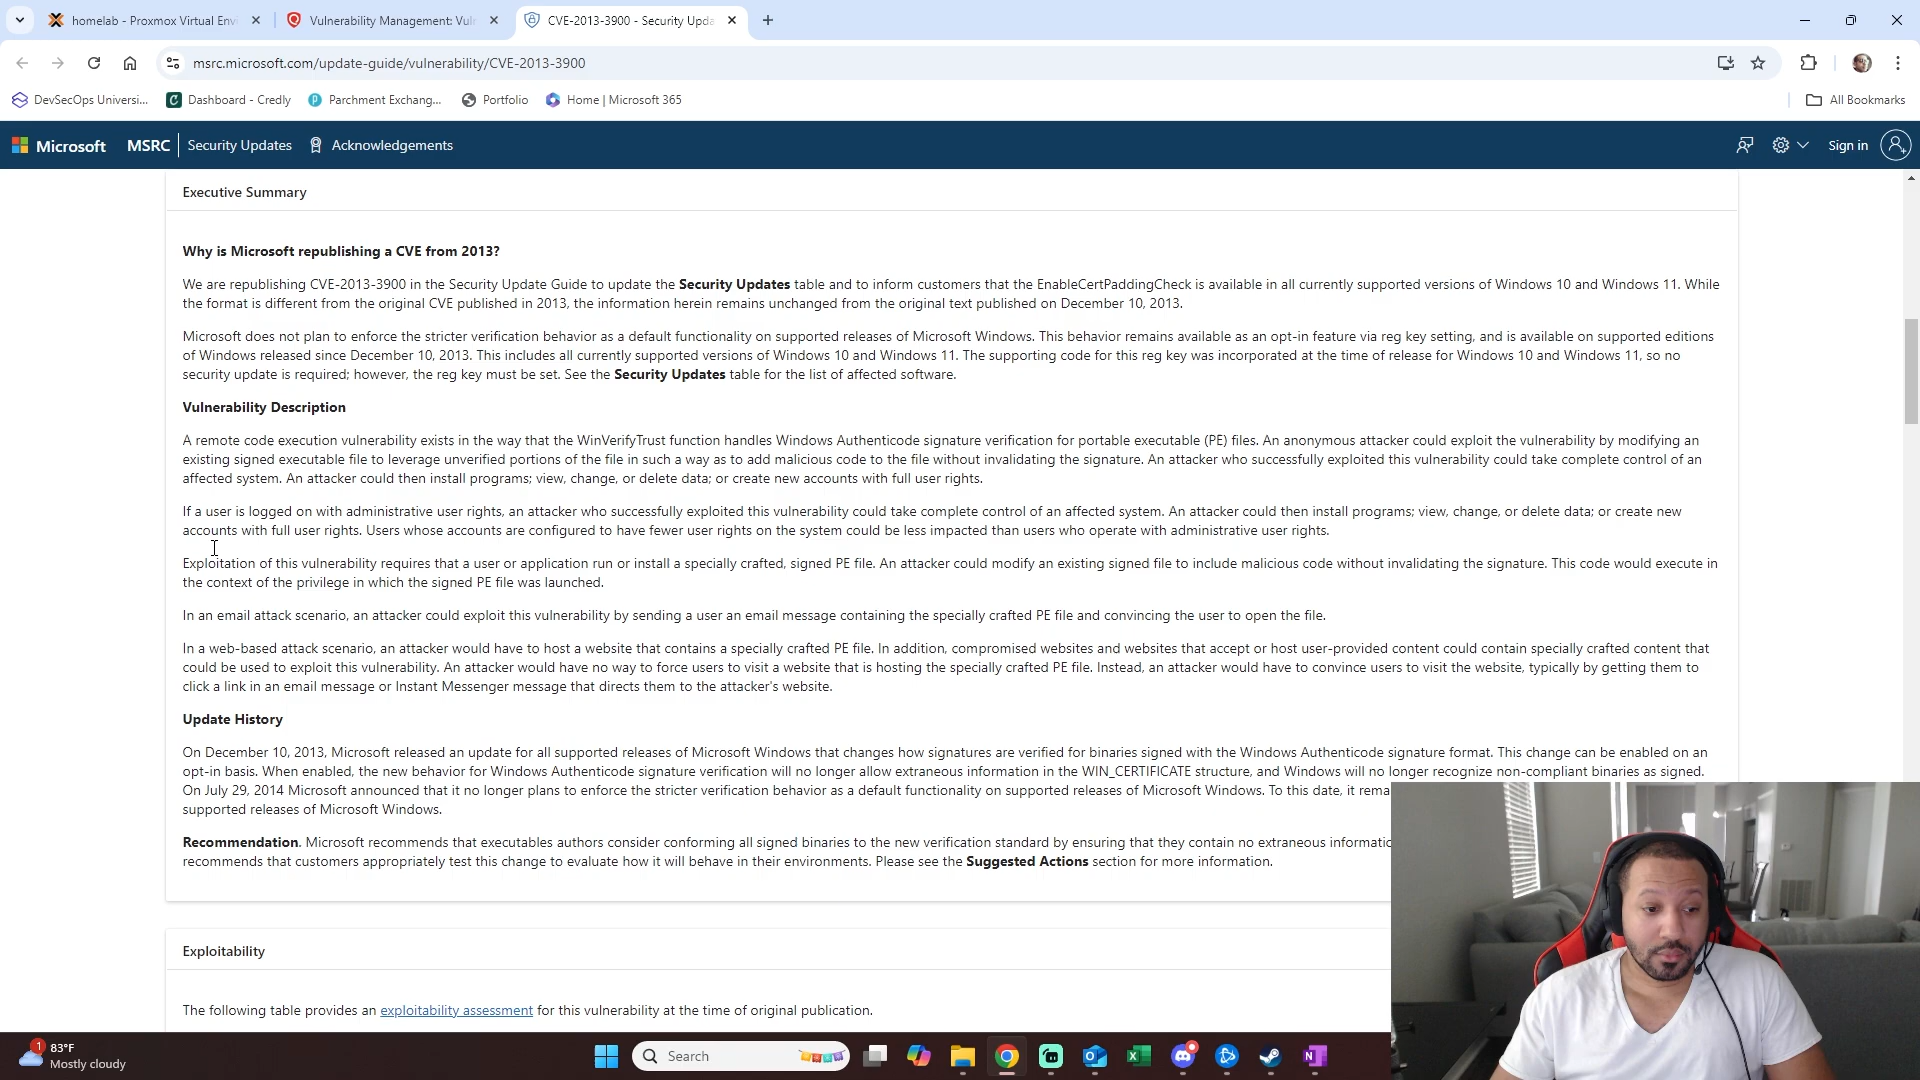 homelab - Proxmox Virtual Envi
Vulnerability Management: Vuln
CVE-2013-3900 - Security Upda
msrc.microsoft.com/update-guide/vulnerability/CVE-2013-3900
DevSecOps Universi...
Dashboard - Credly
Parchment Exchang...
Portfolio
Home | Microsoft 365
All Bookmarks
Microsoft
MSRC
Security Updates
Acknowledgements
Sign in
Executive Summary
Why is Microsoft republishing a CVE from 2013?
We are republishing CVE-2013-3900 in the Security Update Guide to update the Security Updates table and to inform customers that the EnableCertPaddingCheck is available in all currently supported versions of Windows 10 and Windows 11. While
the format is different from the original CVE published in 2013, the information herein remains unchanged from the original text published on December 10, 2013.
Microsoft does not plan to enforce the stricter verification behavior as a default functionality on supported releases of Microsoft Windows. This behavior remains available as an opt-in feature via reg key setting, and is available on supported editions
of Windows released since December 10, 2013. This includes all currently supported versions of Windows 10 and Windows 11. The supporting code for this reg key was incorporated at the time of release for Windows 10 and Windows 11, so no
security update is required; however, the reg key must be set. See the Security Updates table for the list of affected software.
Vulnerability Description
A remote code execution vulnerability exists in the way that the WinVerifyTrust function handles Windows Authenticode signature verification for portable executable (PE) files. An anonymous attacker could exploit the vulnerability by modifying an
existing signed executable file to leverage unverified portions of the file in such a way as to add malicious code to the file without invalidating the signature. An attacker who successfully exploited this vulnerability could take complete control of an
affected system. An attacker could then install programs; view, change, or delete data; or create new accounts with full user rights.
If a user is logged on with administrative user rights, an attacker who successfully exploited this vulnerability could take complete control of an affected system. An attacker could then install programs; view, change, or delete data; or create new
accounts with full user rights. Users whose accounts are configured to have fewer user rights on the system could be less impacted than users who operate with administrative user rights.
Exploitation of this vulnerability requires that a user or application run or install a specially crafted, signed PE file. An attacker could modify an existing signed file to include malicious code without invalidating the signature. This code would execute in
the context of the privilege in which the signed PE file was launched.
In an email attack scenario, an attacker could exploit this vulnerability by sending a user an email message containing the specially crafted PE file and convincing the user to open the file.
In a web-based attack scenario, an attacker would have to host a website that contains a specially crafted PE file. In addition, compromised websites and websites that accept or host user-provided content could contain specially crafted content that
could be used to exploit this vulnerability. An attacker would have no way to force users to visit a website that is hosting the specially crafted PE file. Instead, an attacker would have to convince users to visit the website, typically by getting them to
click a link in an email message or Instant Messenger message that directs them to the attacker's website.
Update History
On December 10, 2013, Microsoft released an update for all supported releases of Microsoft Windows that changes how signatures are verified for binaries signed with the Windows Authenticode signature format. This change can be enabled on an
opt-in basis. When enabled, the new behavior for Windows Authenticode signature verification will no longer allow extraneous information in the WIN_CERTIFICATE structure, and Windows will no longer recognize non-compliant binaries as signed.
On July 29, 2014 Microsoft announced that it no longer plans to enforce the stricter verification behavior as a default functionality on supported releases of Microsoft Windows. To this date, it rema
supported releases of Microsoft Windows.
Recommendation. Microsoft recommends that executables authors consider conforming all signed binaries to the new verification standard by ensuring that they contain no extraneous informatio
recommends that customers appropriately test this change to evaluate how it will behave in their environments. Please see the Suggested Actions section for more information.
Exploitability
The following table provides an exploitability assessment for this vulnerability at the time of original publication.
1
83°F
Mostly cloudy
Search